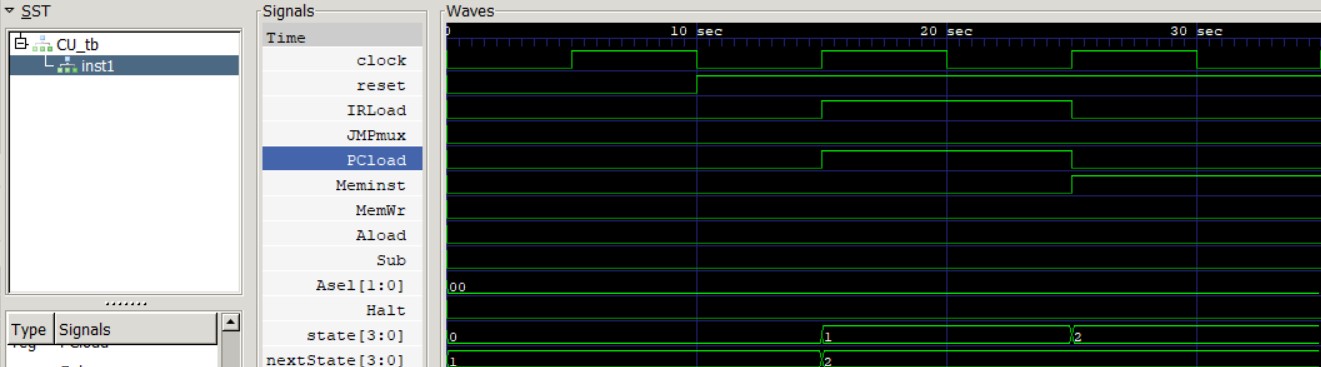 SST
CU_tb
inst1
Type Signals
Signals
Time
clock
reset
IRLoad
JMPmux
PCload
Meminst
MemWr
Aload
Sub
Asel[1:0]
Halt
state[3:0]
nextState[3:0]
Waves
0 10 sec 20 sec 30 sec
00
0 1 2
1 2